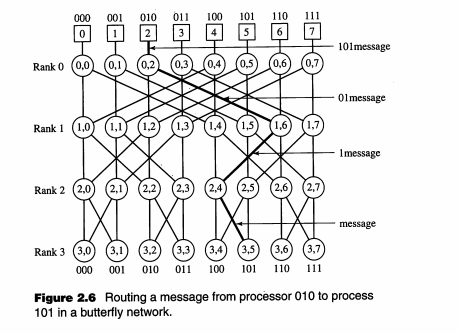 000 001 010 011 100 101 110 111
0 1 2 3 4 5 6 7
101message
Rank 0 0,0 0,1 0,2 0,3 0,4 0,5 0,6 0,7
01message
Rank 1 1,0 1,1 1,2 1,3 1,4 1,5 1,6 1,7
1message
Rank 2 2,0 2,1 2,2 2,3 2,4 2,5 2,6 2,7
message
Rank 3 3,0 3,1 3,2 3,3 3,4 3,5 3,6 3,7
000 001 010 011 100 101 110 111
Figure 2.6 Routing a message from processor 010 to process
101 in a butterfly network.